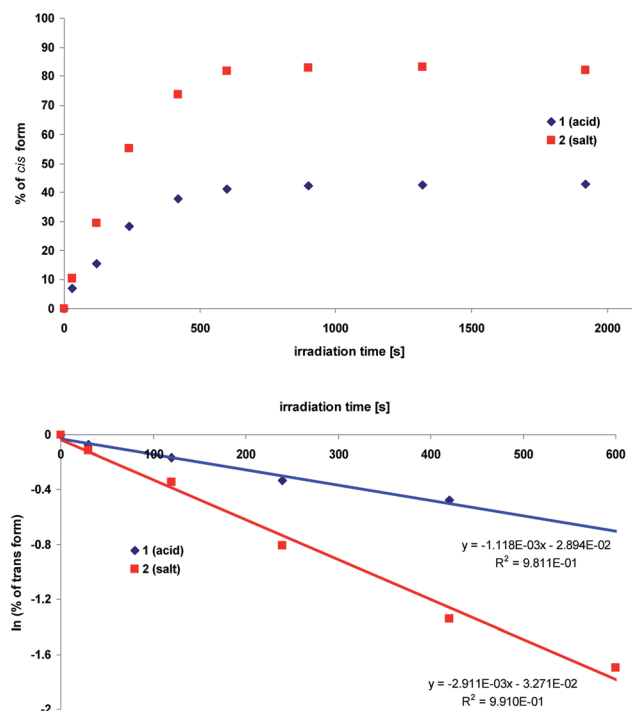 100
90
80
70
60
50
40
30
20
10
0
% of cis form
1 (acid)
2 (salt)
0 500 1000 1500 2000
irradiation time [s]
irradiation time [s]
0 100 200 300 400 500 600
0
-0.4
-0.8
-1.2
-1.6
-2
ln (% of trans form)
1 (acid)
2 (salt)
y = -1.118E-03x - 2.894E-02
R² = 9.811E-01
y = -2.911E-03x - 3.271E-02
R² = 9.910E-01